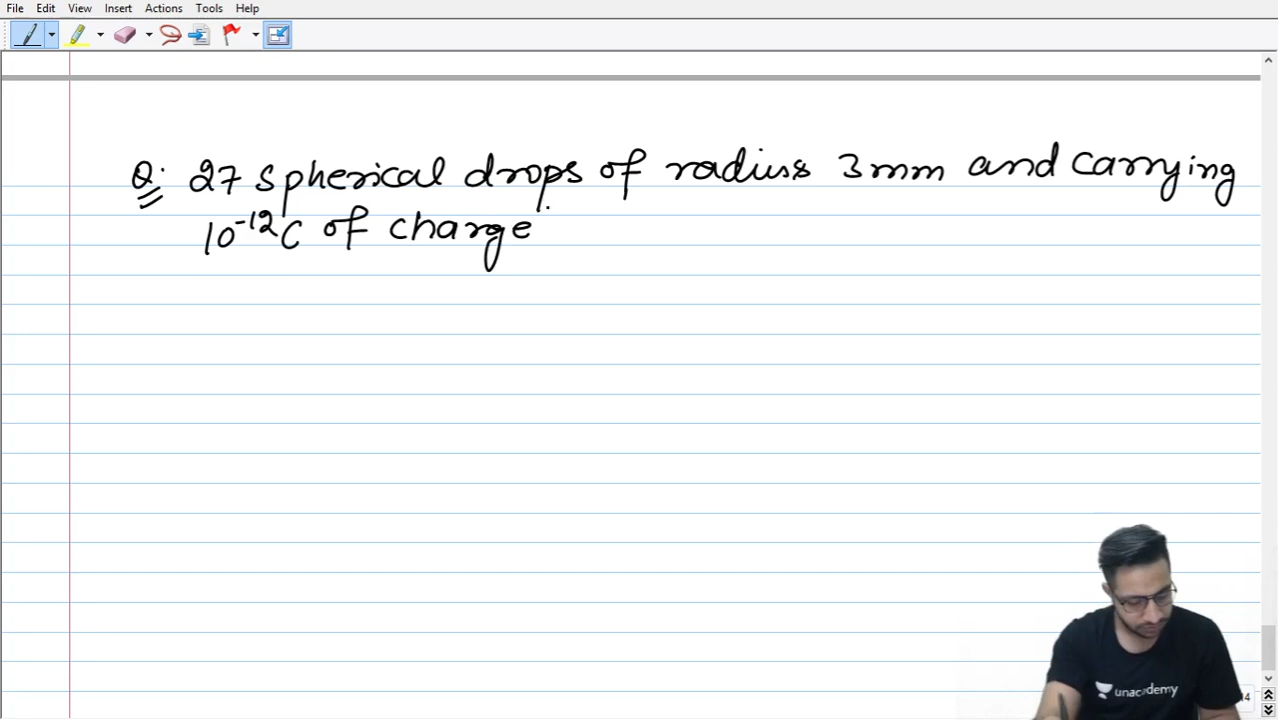 File Edit View Insert Actions Tools Help
Q. 27 spherical drops of radius 3mm and carrying
10⁻¹²C of charge
unacademy
14